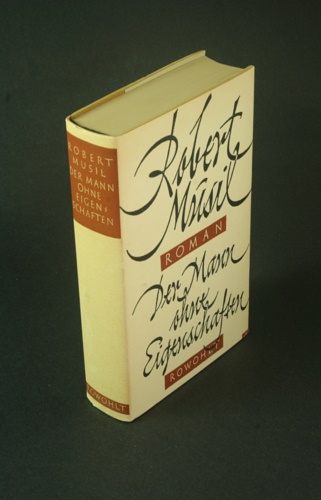 ROBERT
MUSIL
DER MANN
OHNE
EIGEN,
SCHAFTEN
ROWOHLT
Robert
Musil
ROMAN
Der Mann
ohne
Eigenschaften
ROWOHLT